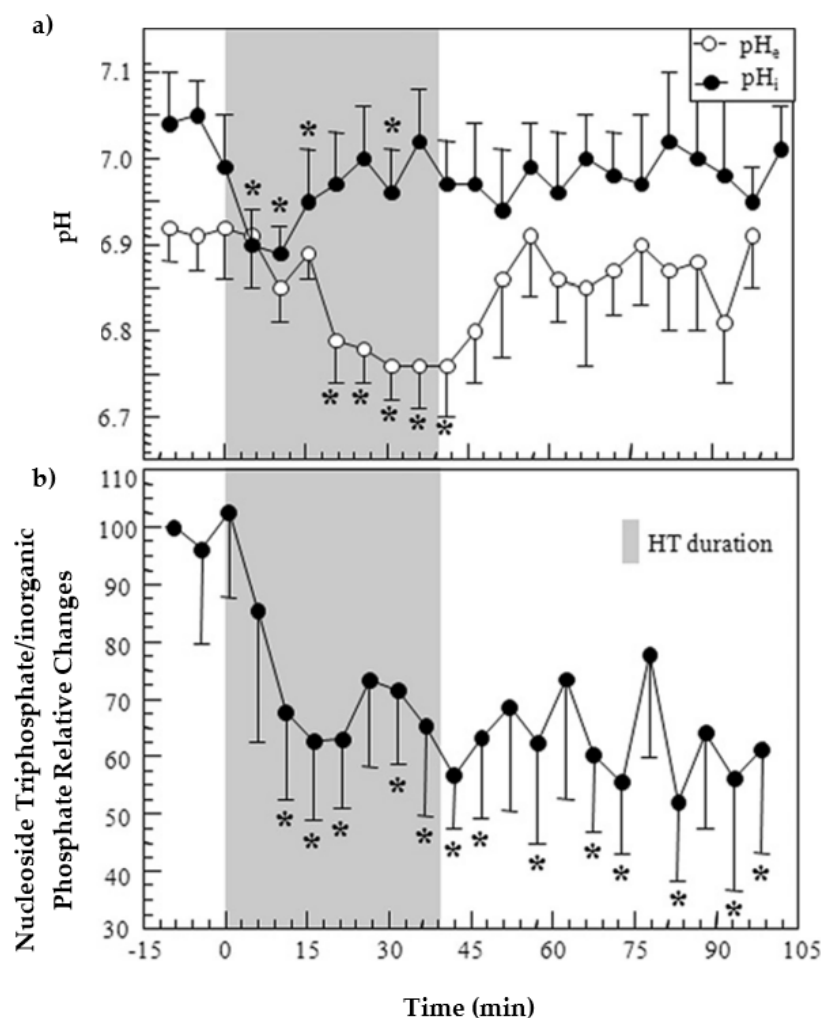 a)
pHe
pHi
7.1
7.0
6.9
6.8
6.7
pH
* * * *
* * * * *
b)
110
100
90
80
70
60
50
40
30
Nucleoside Triphosphate/inorganic
Phosphate Relative Changes
HT duration
* * * * * * * * * * * * * *
-15 0 15 30 45 60 75 90 105
Time (min)